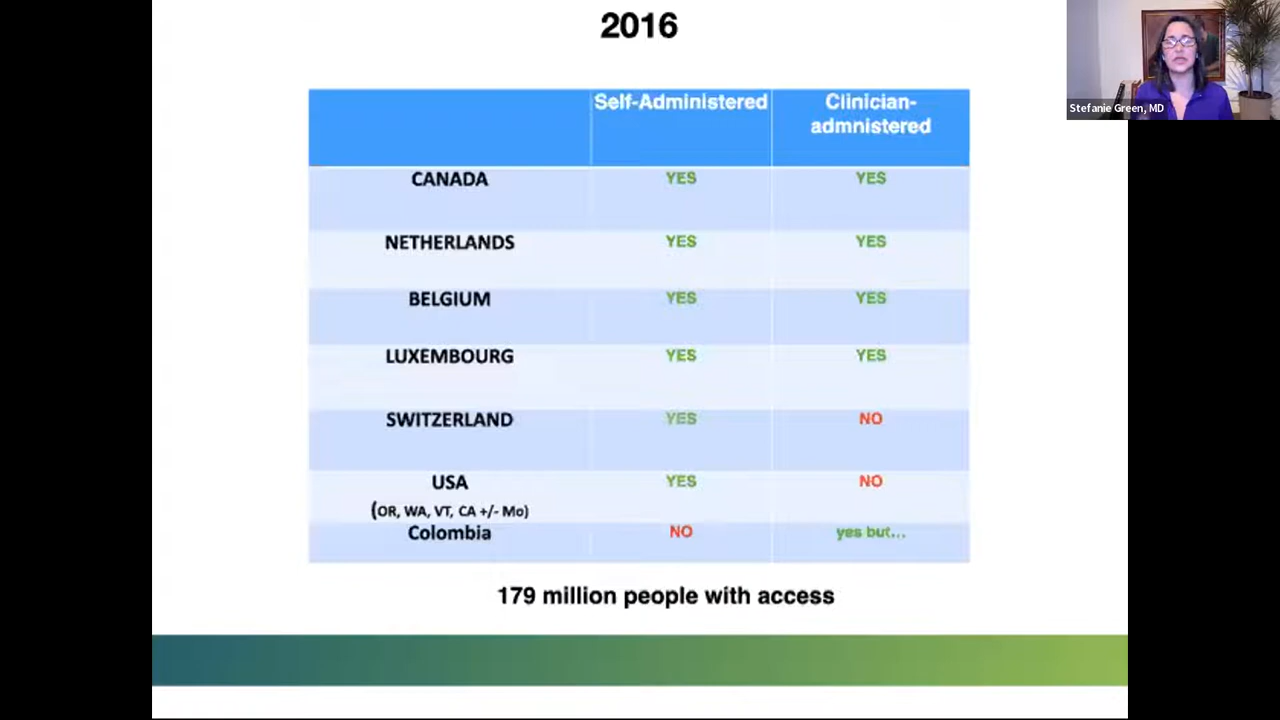 2016
Self-Administered Clinician-
admnistered
CANADA YES YES
NETHERLANDS YES YES
BELGIUM YES YES
LUXEMBOURG YES YES
SWITZERLAND YES NO
USA YES NO
(OR, WA, VT, CA +/- Mo)
Colombia NO yes but...
179 million people with access
Stefanie Green, MD